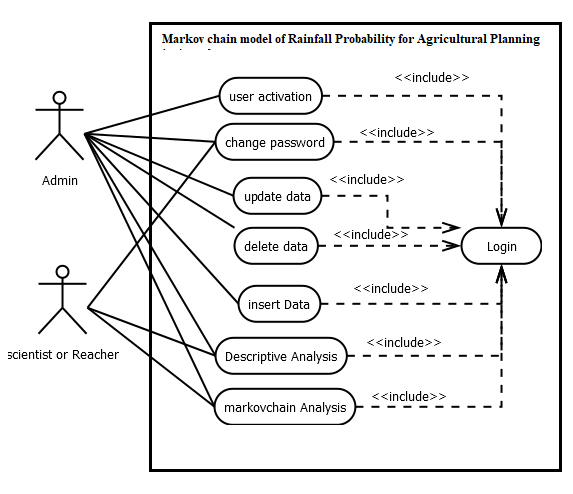 Markov chain model of Rainfall Probability for Agricultural Planning
<<include>>
user activation
<<include>>
change password
Admin
<<include>>
update data
<<include>>
delete data
Login
<<include>>
insert Data
<<include>>
scientist or Reacher
Descriptive Analysis
<<include>>
markovchain Analysis